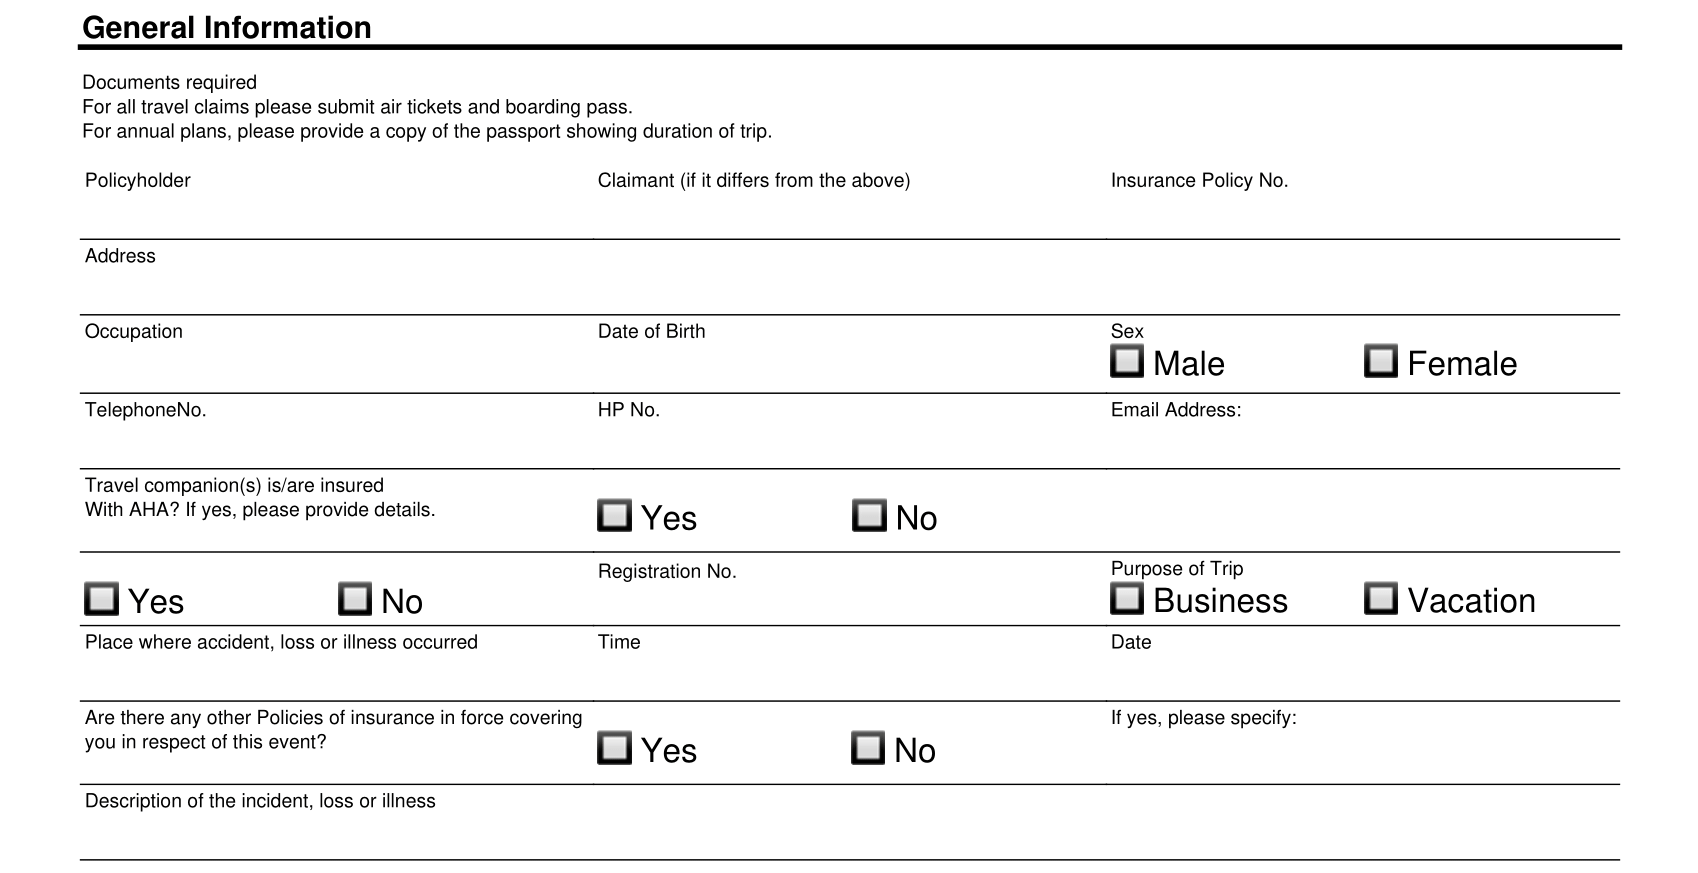 General Information
Documents required
For all travel claims please submit air tickets and boarding pass.
For annual plans, please provide a copy of the passport showing duration of trip.
Policyholder Claimant (if it differs from the above) Insurance Policy No.
Address
Occupation Date of Birth Sex
Male Female
TelephoneNo. HP No. Email Address:
Travel companion(s) is/are insured
With AHA? If yes, please provide details.
Yes No
Registration No. Purpose of Trip
Yes No Business Vacation
Place where accident, loss or illness occurred Time Date
Are there any other Policies of insurance in force covering If yes, please specify:
you in respect of this event?
Yes No
Description of the incident, loss or illness